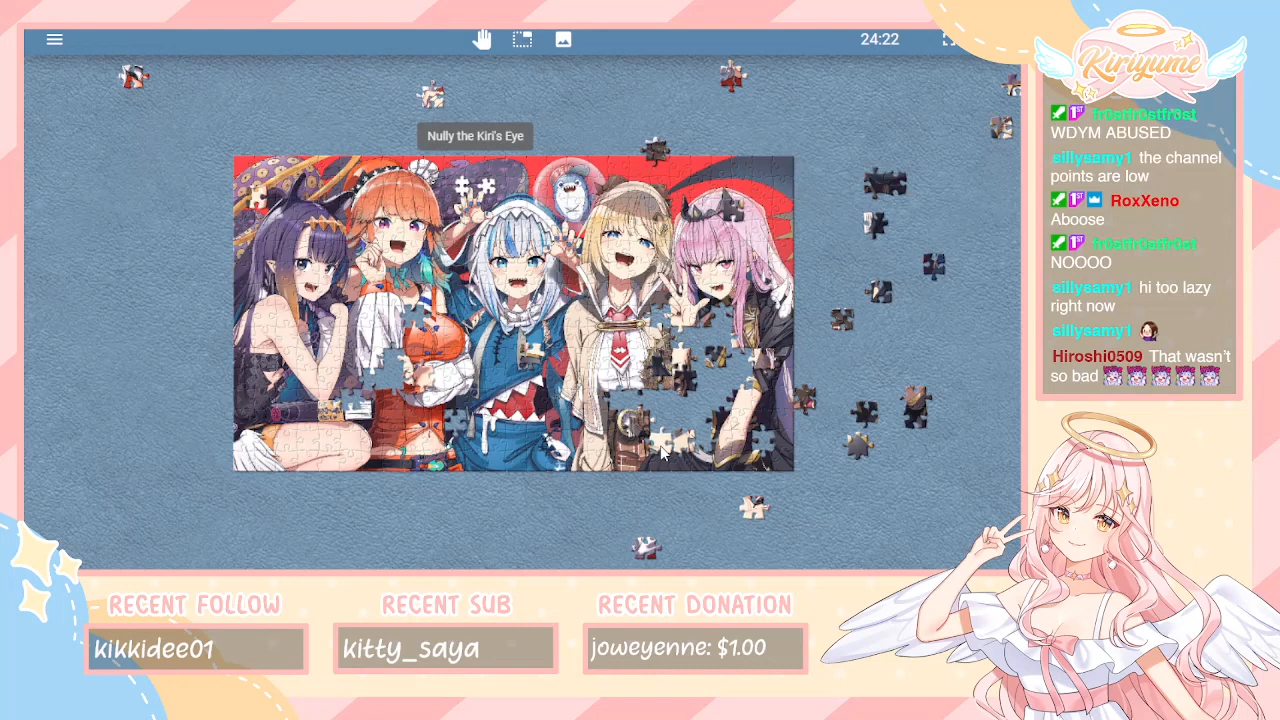 24:22
Kiriyume
Nully the Kiri's Eye
fr0stfr0stfr0st
WDYM ABUSED
sillysamy1 the channel
points are low
RoxXeno
Aboose
fr0stfr0stfr0st
NOOOO
sillysamy1 hi too lazy
right now
sillysamy1
Hiroshi0509 That wasn't
so bad
RECENT FOLLOW
RECENT SUB
RECENT DONATION
kikkidee01
kitty_saya
joweyenne: $1.00